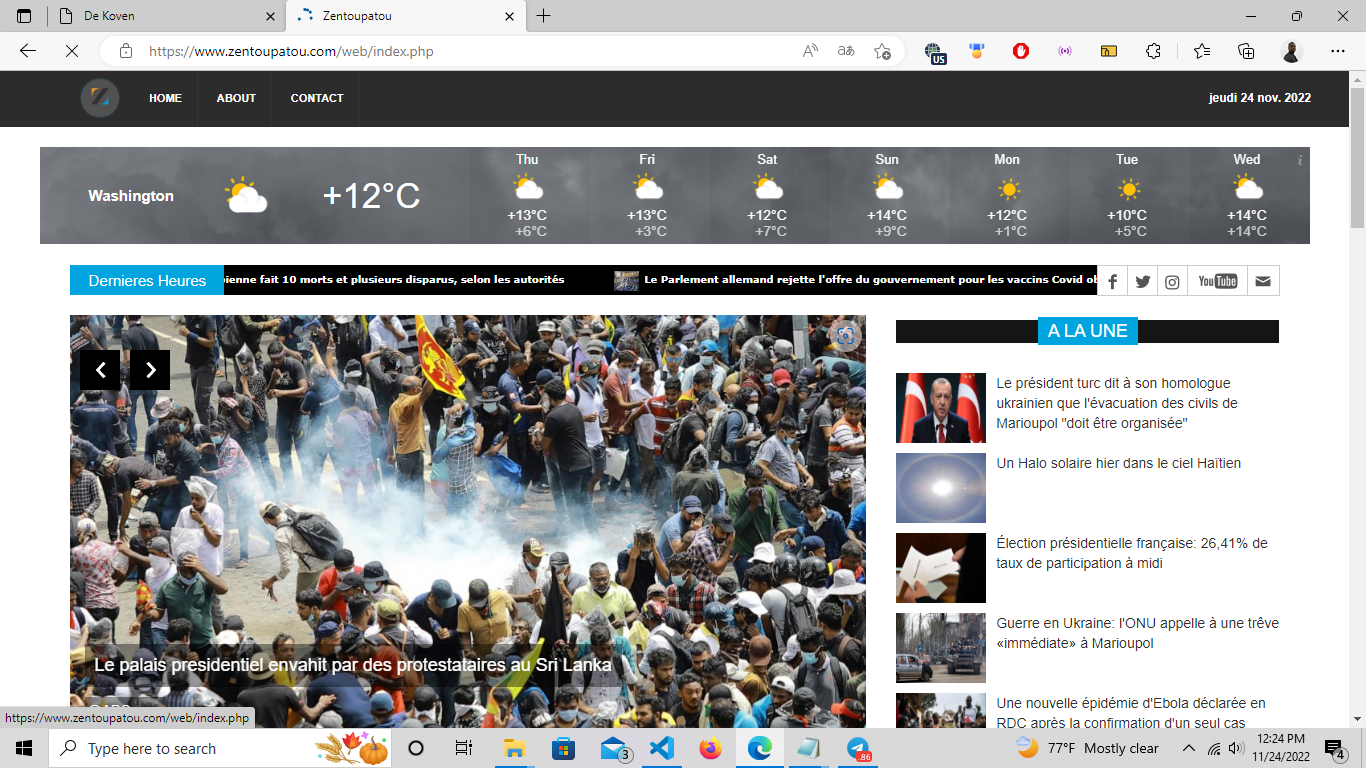 De Koven
Zentoupatou
https://www.zentoupatou.com/web/index.php
US
HOME
ABOUT
CONTACT
jeudi 24 nov. 2022
Washington
+12°C
Thu
Fri
Sat
Sun
Mon
Tue
Wed
i
+13°C
+13°C
+12°C
+14°C
+12°C
+10°C
+14°C
+6°C
+3°C
+7°C
+9°C
+1°C
+5°C
+14°C
Dernieres Heures
fait 10 morts et plusieurs disparus, selon les autorités
Le Parlement allemand rejette l'offre du gouvernement pour les vaccins Covid
YouTube
A LA UNE
Le président turc dit à son homologue
ukrainien que l'évacuation des civils de
Marioupol "doit être organisée"
Un Halo solaire hier dans le ciel Haïtien
Élection présidentielle française: 26,41% de
taux de participation à midi
Guerre en Ukraine: l'ONU appelle à une trêve
«immédiate» à Marioupol
Une nouvelle épidémie d'Ebola déclarée en
RDC après la confirmation d'un seul cas
Le palais presidentiel envahit par des protestataires au Sri Lanka
https://www.zentoupatou.com/web/index.php
Type here to search
3
.86
77°F Mostly clear
12:24 PM
11/24/2022
4